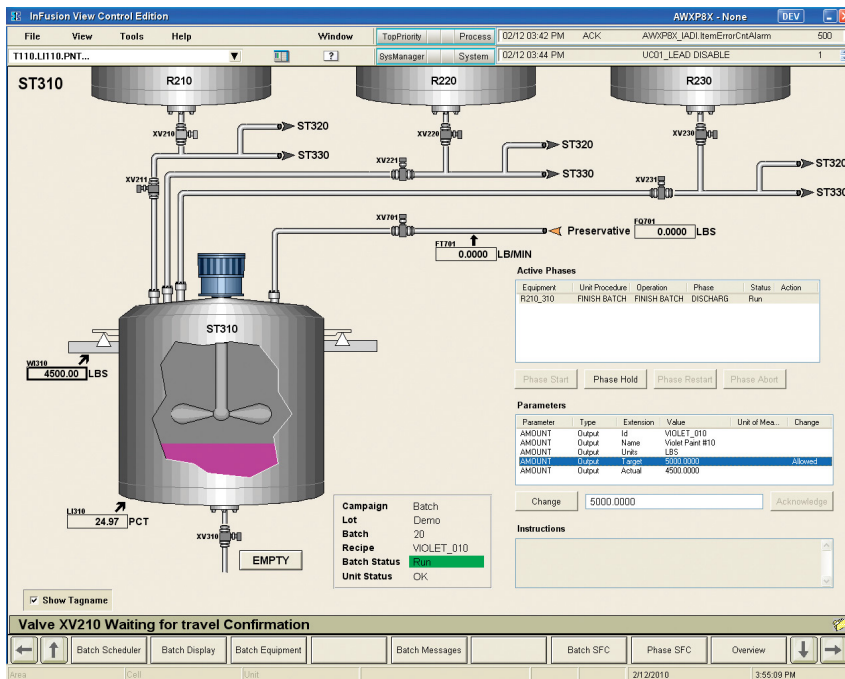 InFusion View Control Edition
AWXP8X - None
DEV
File View Tools Help Window
TopPriority Process 02/12 03:42 PM ACK AWXP8X_IADI.ItemErrorCntAlarm 500
T110.LI110.PNT...
?
SysManager System 02/12 03:44 PM UC01_LEAD DISABLE 1
ST310
R210
R220
R230
XV210
XV220
XV230
ST320
ST320
ST320
ST330
ST330
ST330
XV211
XV221
XV231
XV701
Preservative
FQ701
0.0000 LBS
FT701
0.0000 LB/MIN
ST310
WI310
4500.00 LBS
LI310
24.97 PCT
XV310
EMPTY
Active Phases
Equipment Unit Procedure Operation Phase Status Action
R210_310 FINISH BATCH FINISH BATCH DISCHARG Run
Phase Start Phase Hold Phase Restart Phase Abort
Parameters
Parameter Type Extension Value Unit of Mea... Change
AMOUNT Output Id VIOLET_010
AMOUNT Output Name Violet Paint #10
AMOUNT Output Units LBS
AMOUNT Output Target 5000.0000 Allowed
AMOUNT Output Actual 4500.0000
Change 5000.0000 Acknowledge
Instructions
Campaign Batch
Lot Demo
Batch 20
Recipe VIOLET_010
Batch Status Run
Unit Status OK
Show Tagname
Valve XV210 Waiting for travel Confirmation
Batch Scheduler Batch Display Batch Equipment Batch Messages Batch SFC Phase SFC Overview
Area Cell Unit 2/12/2010 3:55:09 PM